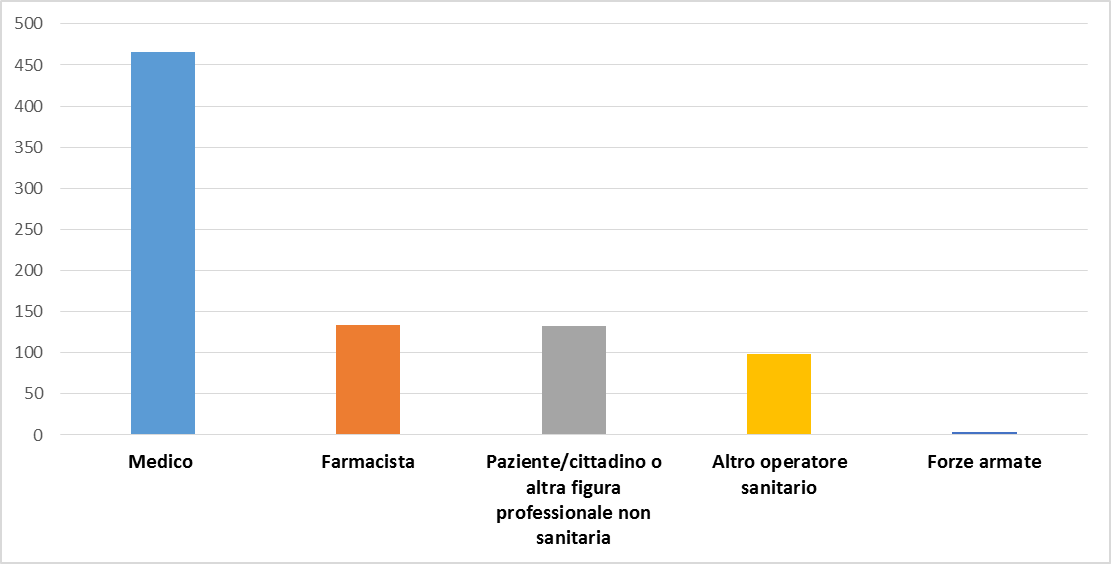 500
450
400
350
300
250
200
150
100
50
0
Medico
Farmacista
Paziente/cittadino o
altra figura
professionale non
sanitaria
Altro operatore
sanitario
Forze armate